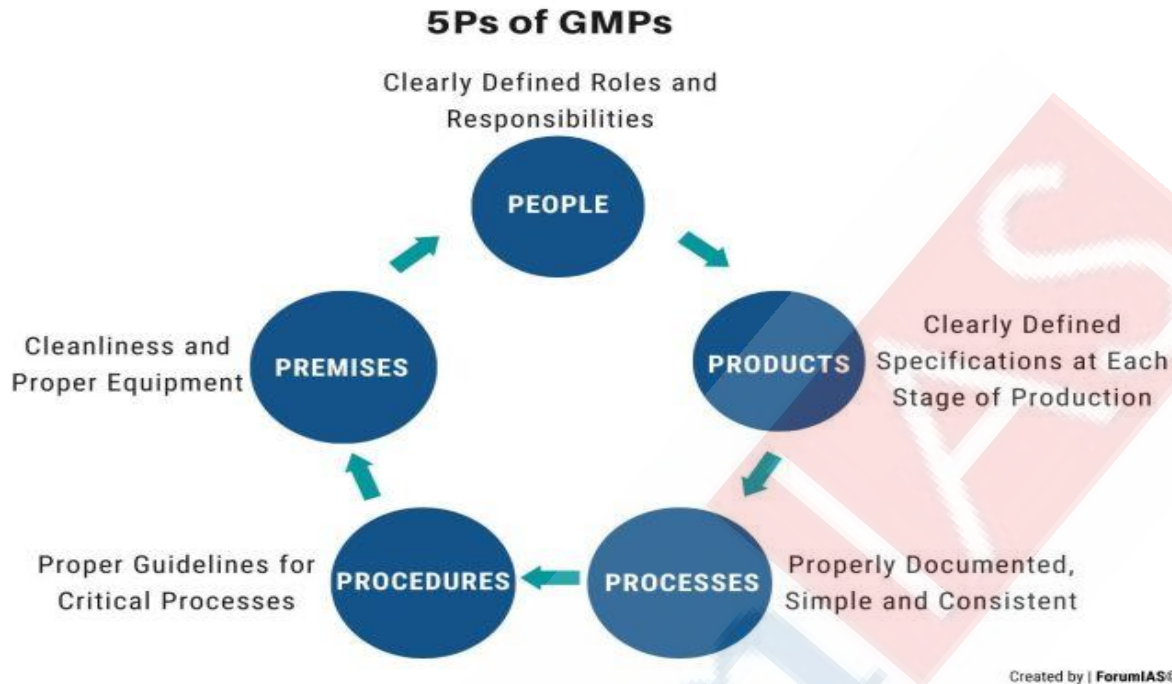 5Ps of GMPs
Clearly Defined Roles and
Responsibilities
PEOPLE
PRODUCTS
Clearly Defined
Specifications at Each
Stage of Production
PROCESSES
Properly Documented,
Simple and Consistent
PROCEDURES
Proper Guidelines for
Critical Processes
PREMISES
Cleanliness and
Proper Equipment
IAS
Created by | ForumIAS©